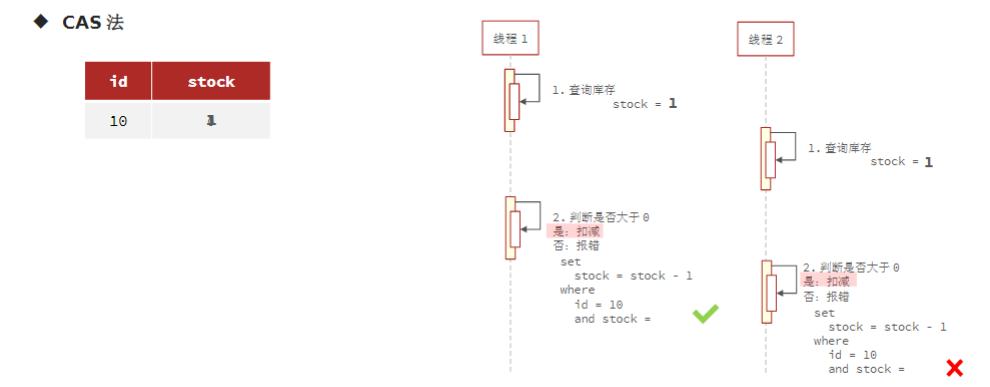 ◆ CAS 法
id stock
10
线程 1
1. 查询库存
stock = 1
2. 判断是否大于 0
是：扣减
否：报错
set
stock = stock - 1
where
id = 10
and stock =
线程 2
1. 查询库存
stock = 1
2. 判断是否大于 0
是：扣减
否：报错
set
stock = stock - 1
where
id = 10
and stock =